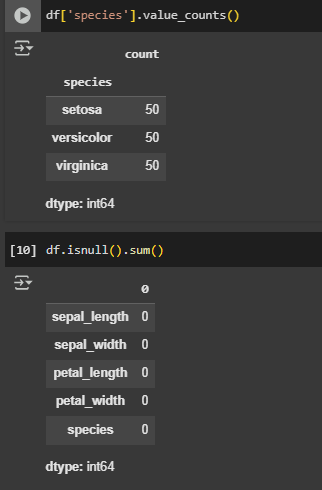 df['species'].value_counts()
count
species
setosa 50
versicolor 50
virginica 50
dtype: int64
[10] df.isnull().sum()
0
sepal_length 0
sepal_width 0
petal_length 0
petal_width 0
species 0
dtype: int64